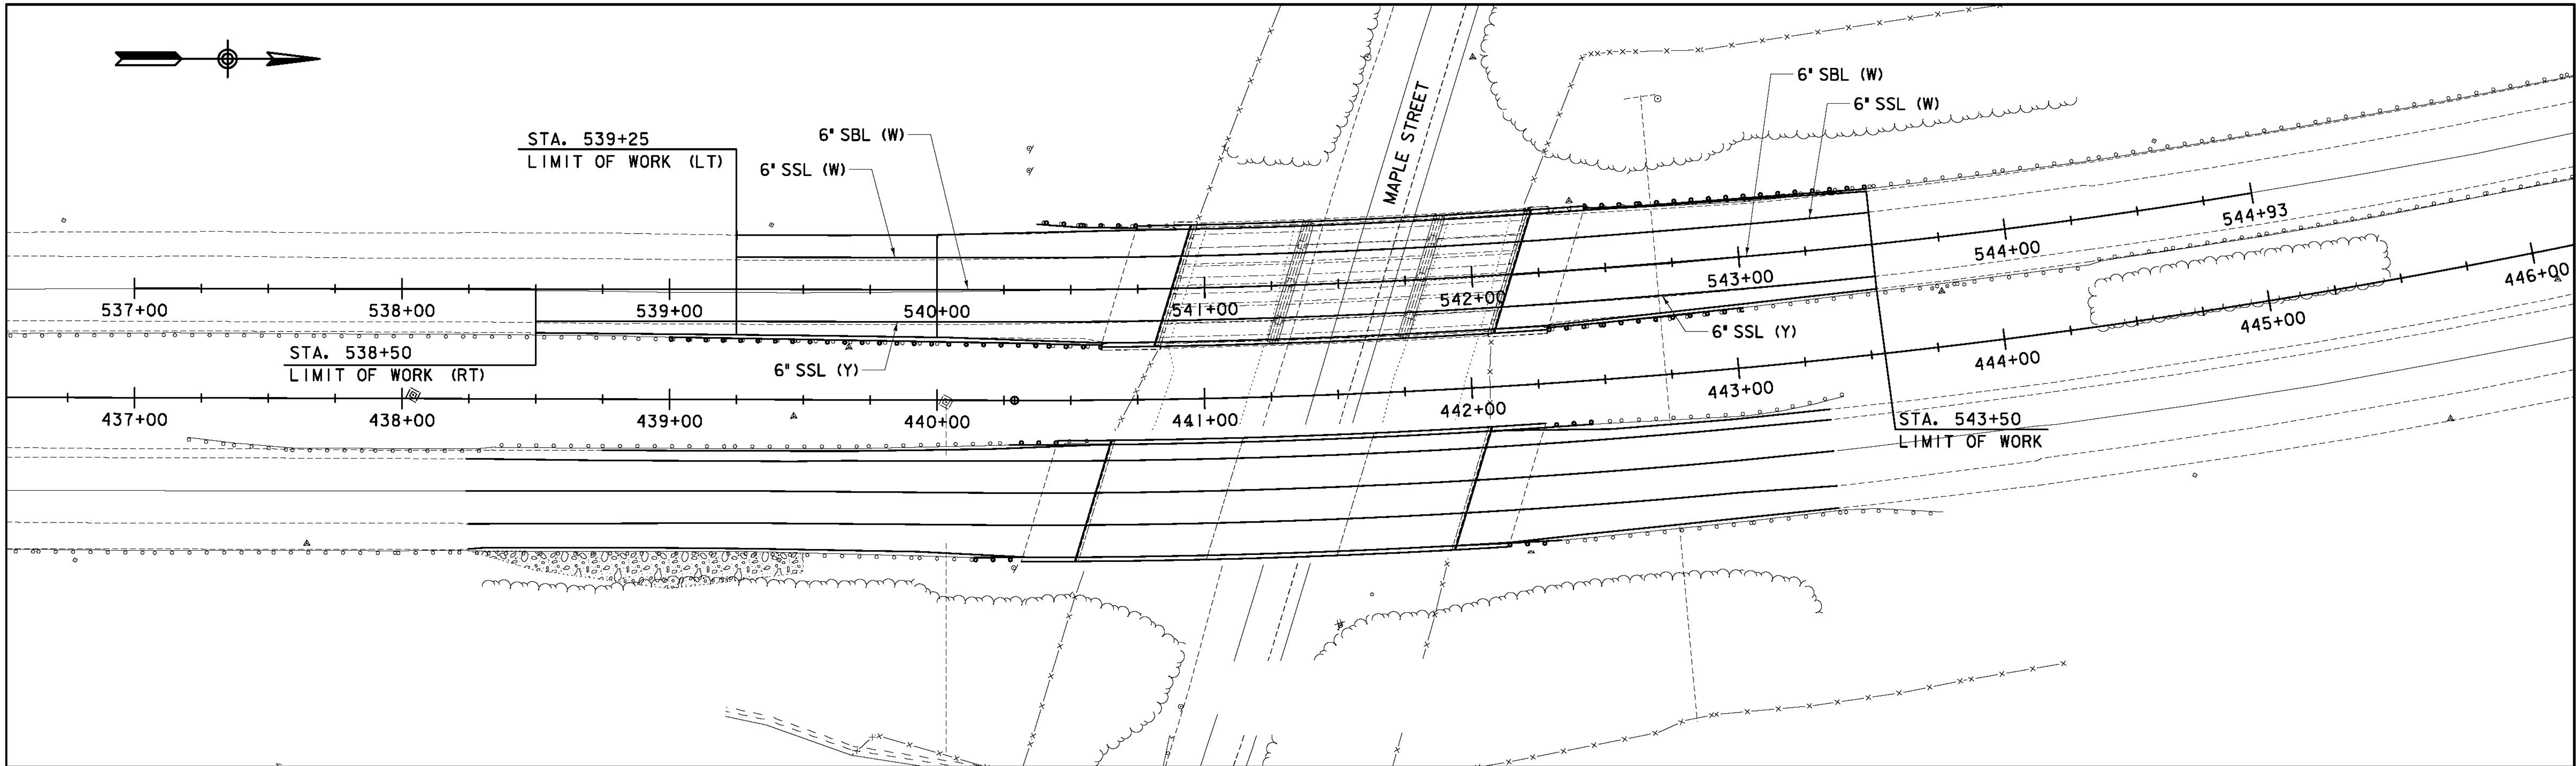 6" SBL (W)
6" SSL (W)
STA. 539+25
LIMIT OF WORK (LT)
6" SBL (W)
6" SSL (W)
MAPLE STREET
544+93
544+00
543+00
542+00
541+00
540+00
539+00
538+00
537+00
446+00
445+00
444+00
443+00
442+00
441+00
440+00
439+00
438+00
437+00
6" SSL (Y)
STA. 538+50
LIMIT OF WORK (RT)
6" SSL (Y)
STA. 543+50
LIMIT OF WORK